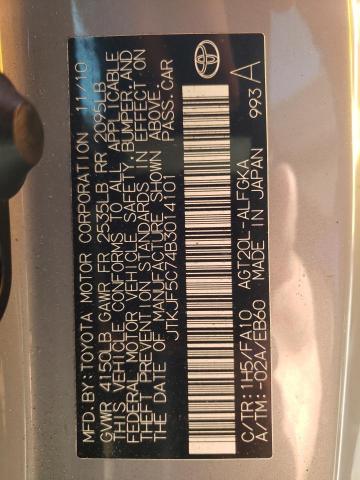 MFD.BY:TOYOTA MOTOR CORPORATION 11/10
GVWR 4150LB GAWR FR 2535LB RR 2095LB
THIS VEHICLE CONFORMS TO ALL APPLICABLE
FEDERAL MOTOR VEHICLE SAFETY,BUMPER,AND
THEFT PREVENTION STANDARDS IN EFFECT ON
THE DATE OF MANUFACTURE SHOWN ABOVE.
JTKJF5C74B3014101 PASS.CAR
C/TR:1H5/FA10 AGT20L-ALFGKA 993A
A/TM:-02A/EB60 MADE IN JAPAN